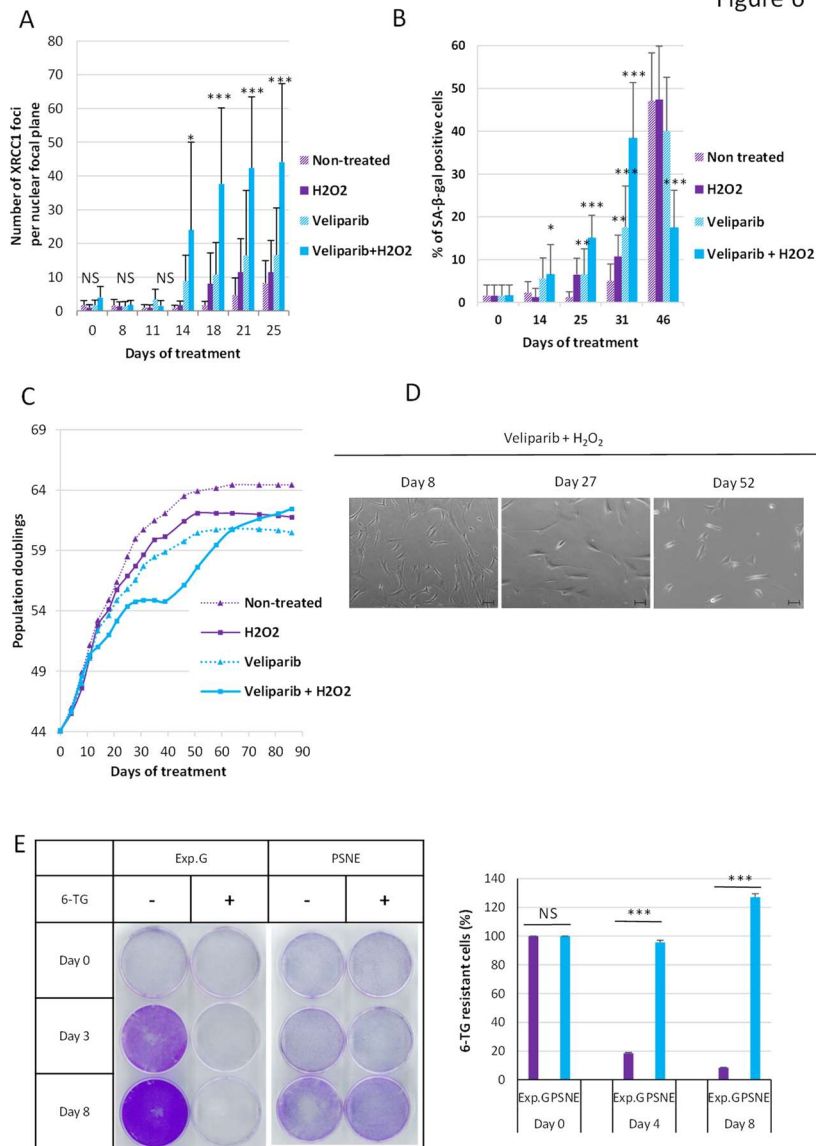 Figure 6
A
80
70
60
50
40
30
20
10
0
Number of XRCC1 foci
per nuclear focal plane
NS
NS
NS
*
***
***
***
0 8 11 14 18 21 25
Days of treatment
Non-treated
H2O2
Veliparib
Veliparib+H2O2
B
60
50
40
30
20
10
0
% of SA-β-gal positive cells
*
**
***
**
***
***
***
0 14 25 31 46
Days of treatment
Non treated
H2O2
Veliparib
Veliparib + H2O2
C
69
64
59
54
49
44
Population doublings
0 10 20 30 40 50 60 70 80 90
Days of treatment
Non-treated
H2O2
Veliparib
Veliparib + H2O2
D
Veliparib + H₂O₂
Day 8 Day 27 Day 52
E
Exp.G PSNE
6-TG - + - +
Day 0
Day 3
Day 8
140
120
100
80
60
40
20
0
6-TG resistant cells (%)
NS
***
***
Exp.G PSNE Exp.G PSNE Exp.G PSNE
Day 0 Day 4 Day 8